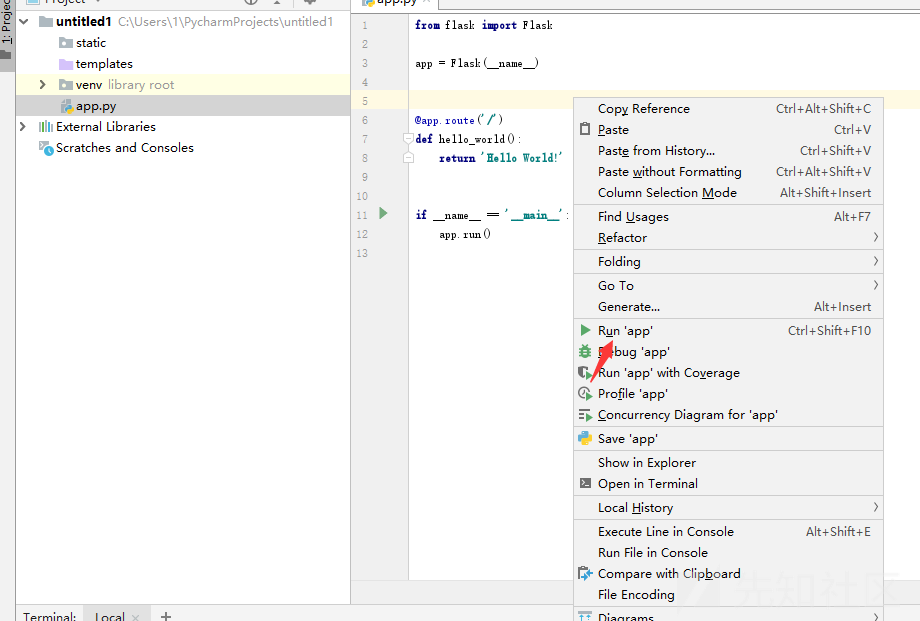 1: Project
Project
app.py
untitled1 C:\Users\1\PycharmProjects\untitled1
static
templates
venv library root
app.py
External Libraries
Scratches and Consoles
1 from flask import Flask
2
3 app = Flask(__name__)
4
5
6 @app.route('/')
7 def hello_world():
8 return 'Hello World!'
9
10
11 if __name__ == '__main__':
12 app.run()
13
Copy Reference Ctrl+Alt+Shift+C
Paste Ctrl+V
Paste from History... Ctrl+Shift+V
Paste without Formatting Ctrl+Alt+Shift+V
Column Selection Mode Alt+Shift+Insert
Find Usages Alt+F7
Refactor
Folding
Go To
Generate... Alt+Insert
Run 'app' Ctrl+Shift+F10
Debug 'app'
Run 'app' with Coverage
Profile 'app'
Concurrency Diagram for 'app'
Save 'app'
Show in Explorer
Open in Terminal
Local History
Execute Line in Console Alt+Shift+E
Run File in Console
Compare with Clipboard
File Encoding
Diagrams
Terminal: Local × +
先知社区